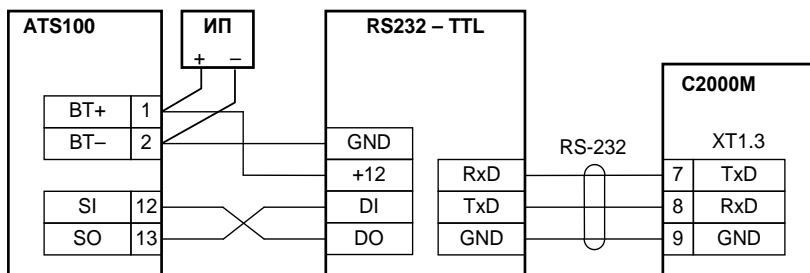 ATS100
ИП
RS232 – TTL
+ –
C2000M
BT+ 1
BT– 2
GND
RS-232
XT1.3
+12
RxD
7 TxD
SI 12
DI
TxD
8 RxD
SO 13
DO
GND
9 GND